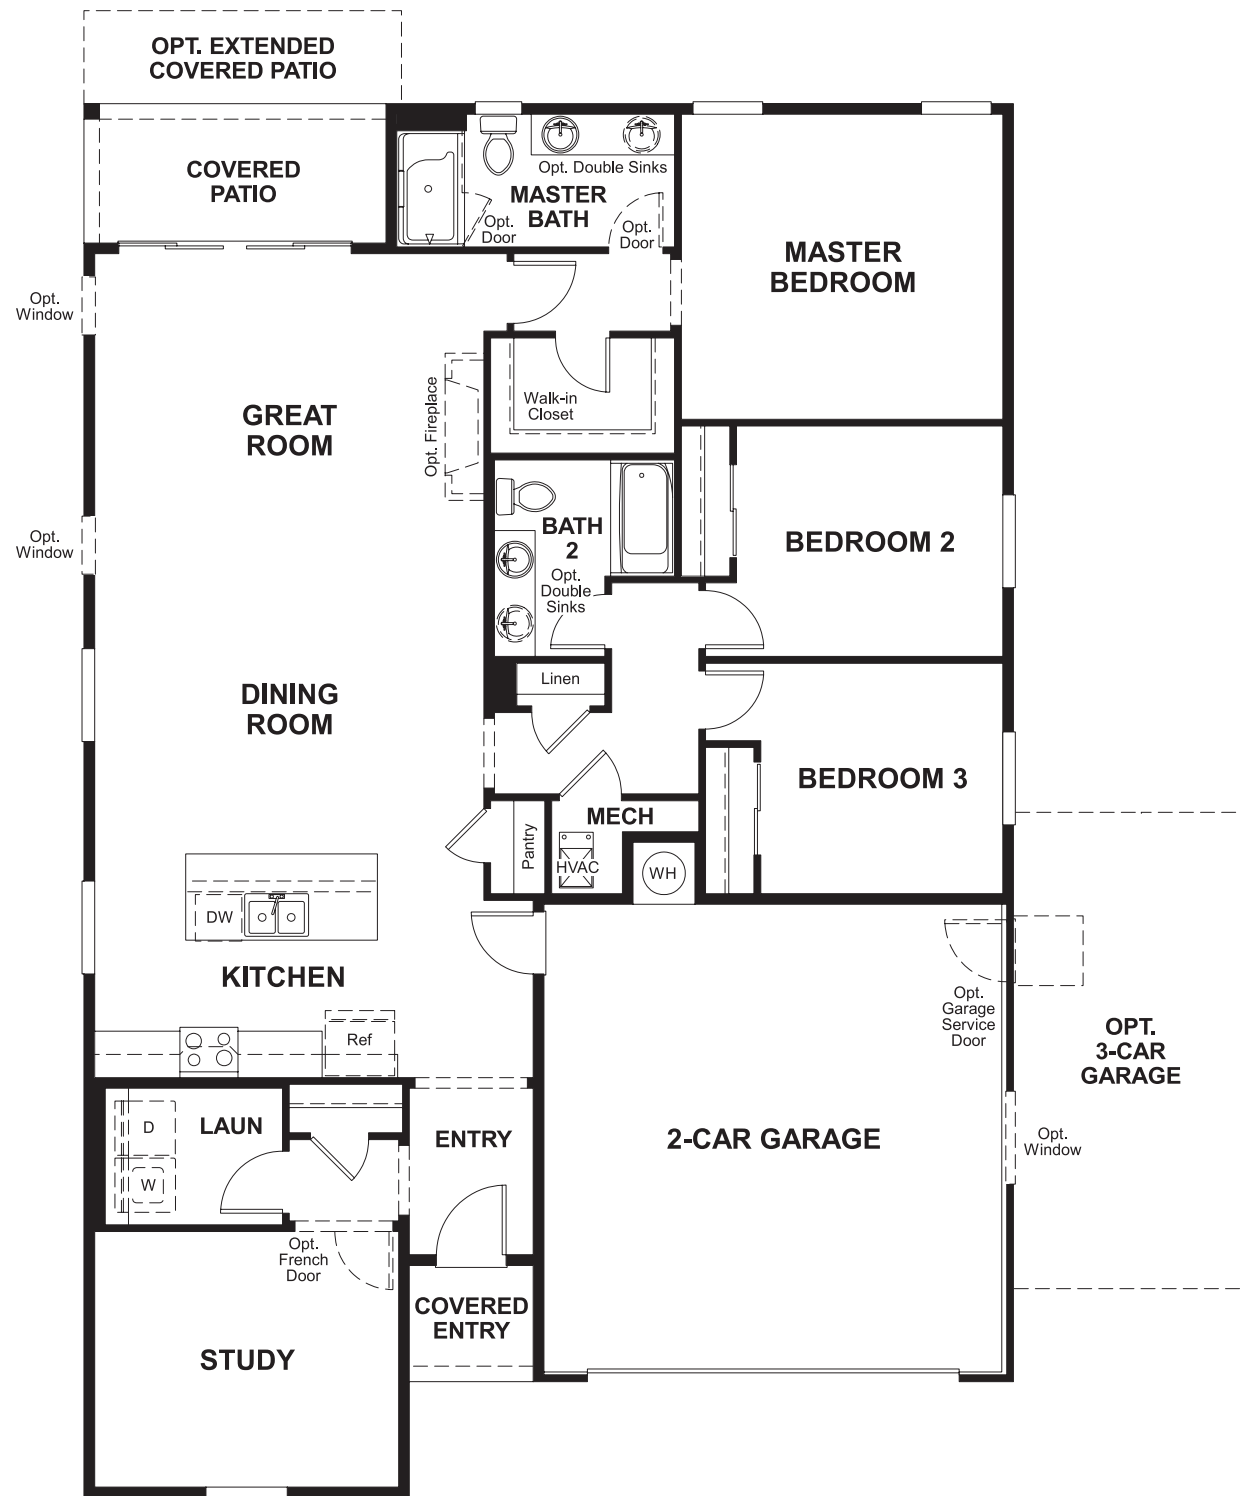 OPT. EXTENDED
COVERED PATIO
COVERED
PATIO
Opt. Double Sinks
MASTER
BATH
Opt.
Door
Opt.
Door
MASTER
BEDROOM
Opt.
Window
Opt. Fireplace
Walk-in
Closet
GREAT
ROOM
Opt.
Window
BATH
2
Opt.
Double
Sinks
BEDROOM 2
Linen
DINING
ROOM
BEDROOM 3
MECH
Pantry
HVAC
WH
DW
KITCHEN
Ref
Opt.
Garage
Service
Door
OPT.
3-CAR
GARAGE
D
LAUN
W
ENTRY
2-CAR GARAGE
Opt.
Window
Opt.
French
Door
COVERED
ENTRY
STUDY